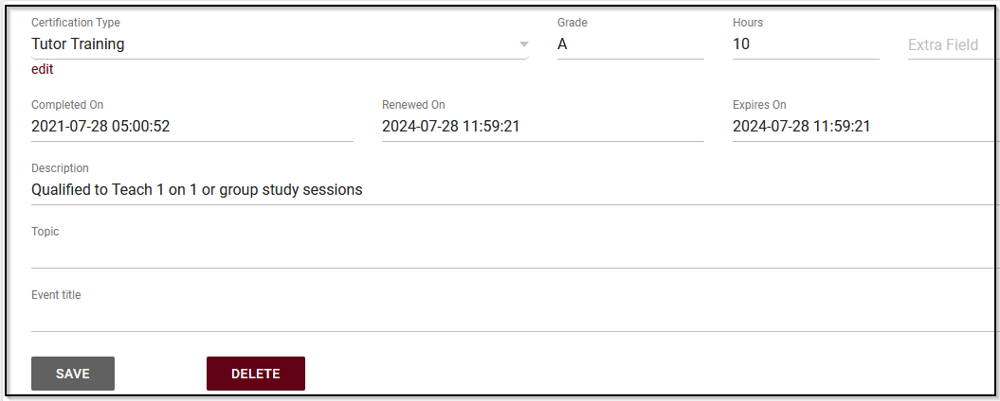 Certification Type Grade Hours
Tutor Training A 10 Extra Field
edit
Completed On Renewed On Expires On
2021-07-28 05:00:52 2024-07-28 11:59:21 2024-07-28 11:59:21
Description
Qualified to Teach 1 on 1 or group study sessions
Topic
Event title
SAVE DELETE